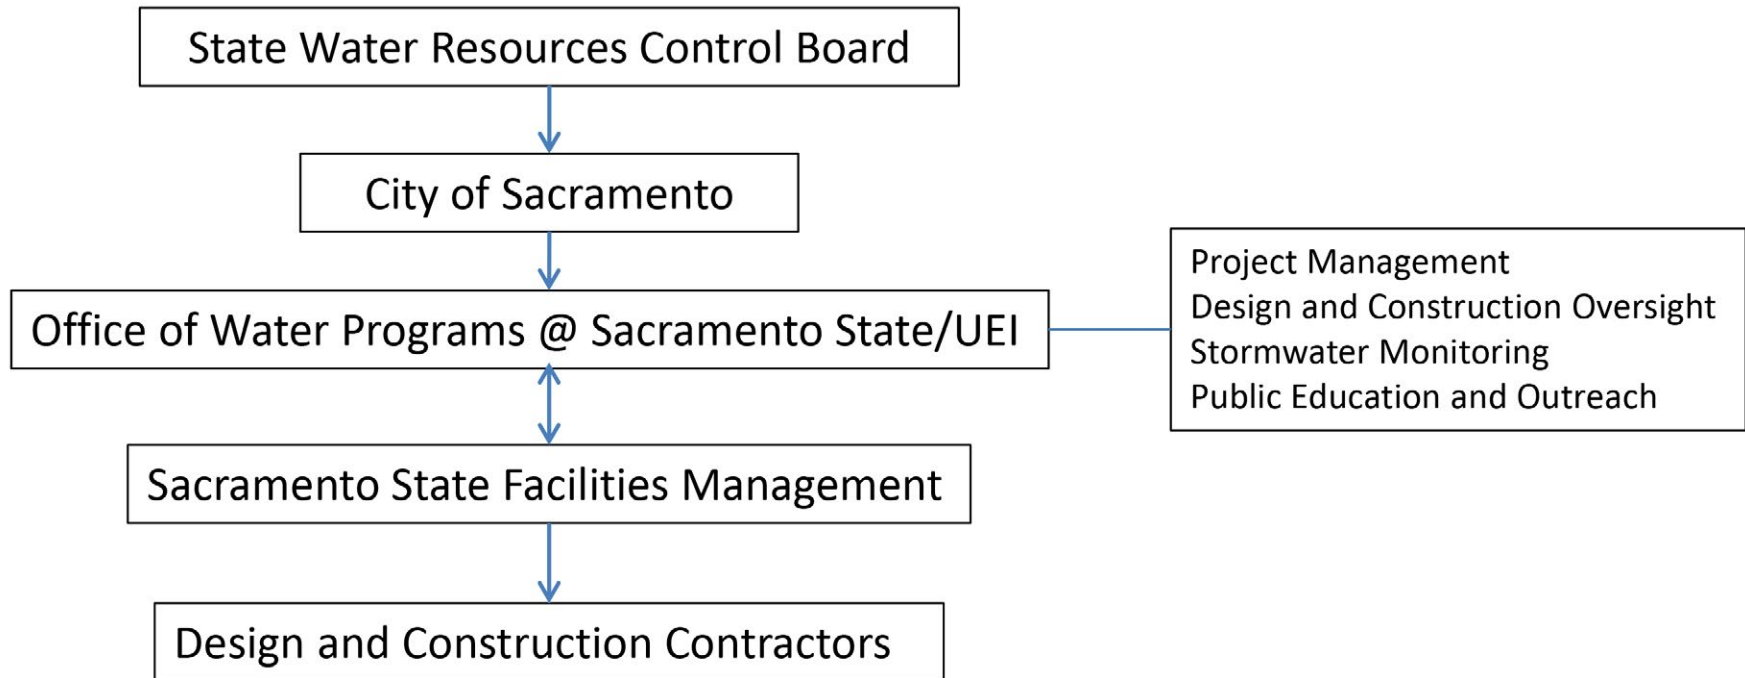 State Water Resources Control Board
City of Sacramento
Office of Water Programs @ Sacramento State/UEI
Project Management
Design and Construction Oversight
Stormwater Monitoring
Public Education and Outreach
Sacramento State Facilities Management
Design and Construction Contractors